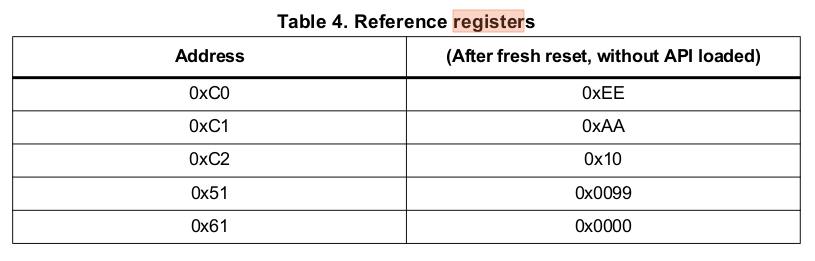 Table 4. Reference registers
Address (After fresh reset, without API loaded)
0xC0 0xEE
0xC1 0xAA
0xC2 0x10
0x51 0x0099
0x61 0x0000